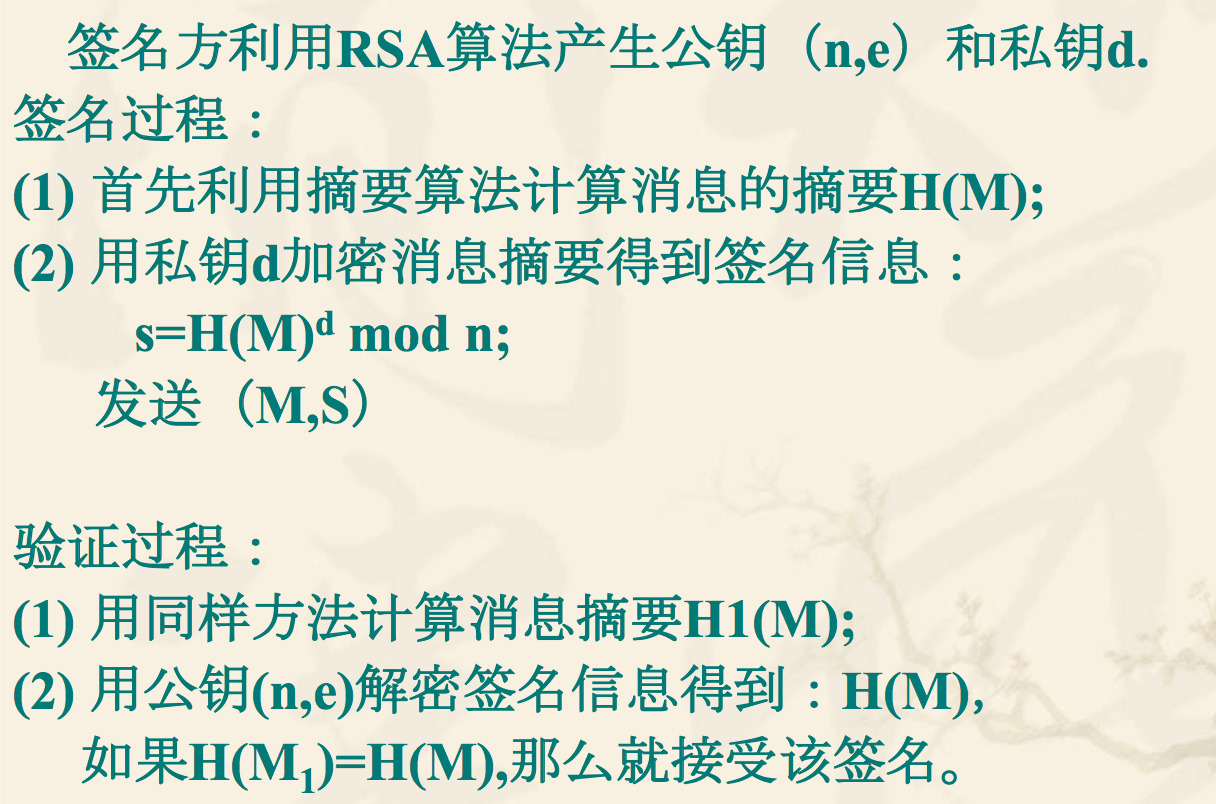 签名方利用RSA算法产生公钥（n,e）和私钥d.
签名过程：
(1) 首先利用摘要算法计算消息的摘要H(M);
(2) 用私钥d加密消息摘要得到签名信息：
s=H(M)ᵈ mod n;
发送（M,S）
验证过程：
(1) 用同样方法计算消息摘要H1(M);
(2) 用公钥(n,e)解密签名信息得到：H(M),
如果H(M₁)=H(M),那么就接受该签名。